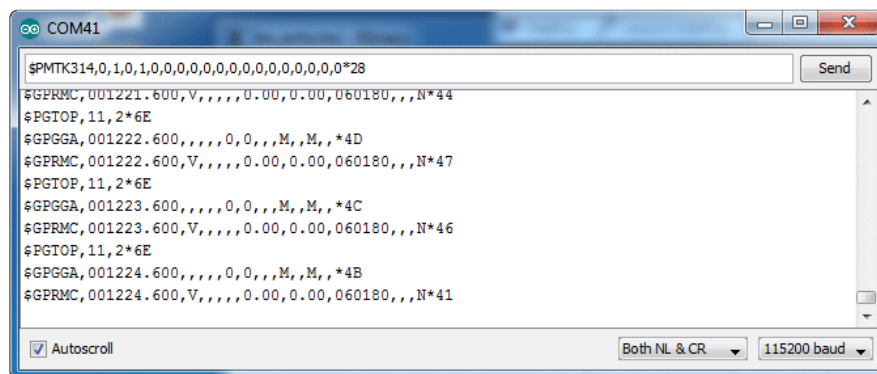 COM41
$PMTK314,0,1,0,1,0,0,0,0,0,0,0,0,0,0,0,0,0,0,0*28
Send
$GPRMC,001221.600,V,,,,,0.00,0.00,060180,,,N*44
$PGTOP,11,2*6E
$GPGGA,001222.600,,,,,0,0,,,M,,M,,*4D
$GPRMC,001222.600,V,,,,,0.00,0.00,060180,,,N*47
$PGTOP,11,2*6E
$GPGGA,001223.600,,,,,0,0,,,M,,M,,*4C
$GPRMC,001223.600,V,,,,,0.00,0.00,060180,,,N*46
$PGTOP,11,2*6E
$GPGGA,001224.600,,,,,0,0,,,M,,M,,*4B
$GPRMC,001224.600,V,,,,,0.00,0.00,060180,,,N*41
Autoscroll
Both NL & CR
115200 baud